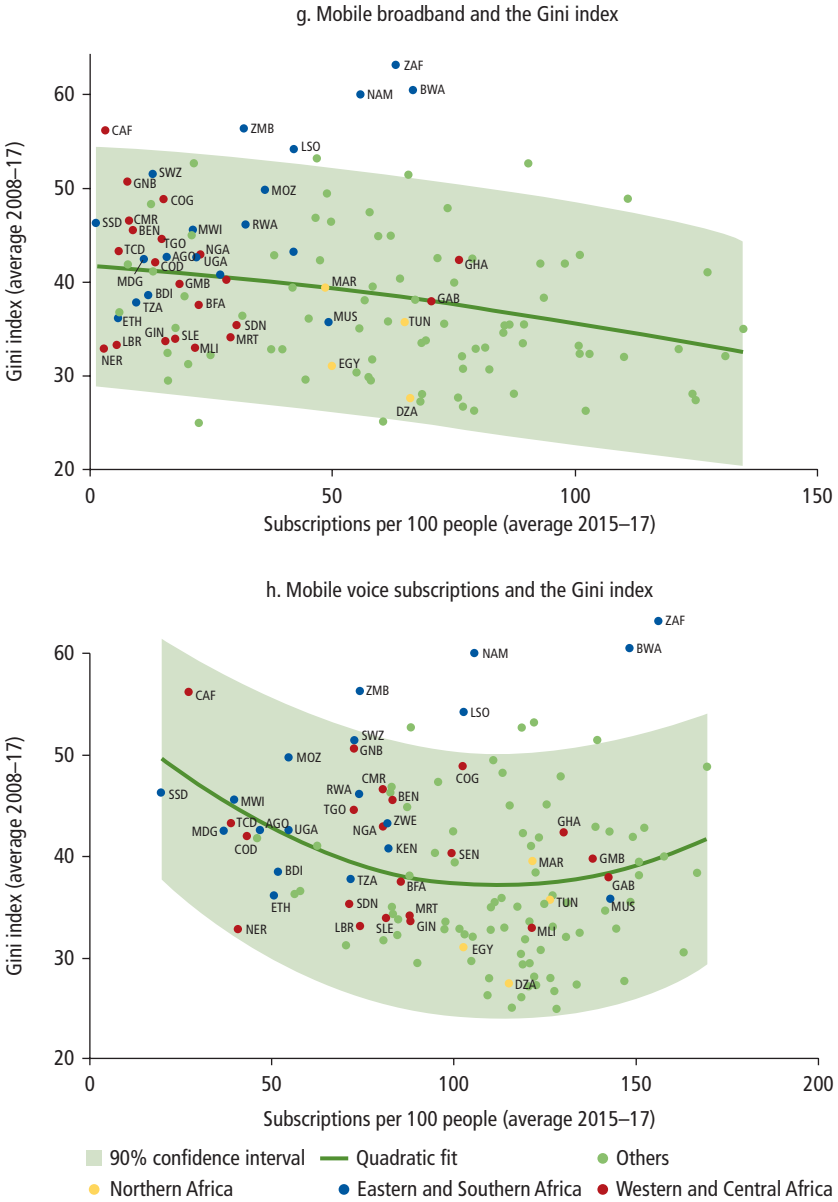 g. Mobile broadband and the Gini index
Gini index (average 2008–17)
60
50
40
30
20
ZAF
NAM
BWA
CAF
ZMB
LSO
SWZ
GNB
COG
MOZ
SSD
CMR
BEN
MWI
RWA
TGO
TCD
AGO
NGA
UGA
GHA
COD
MDG
GMB
MAR
BDI
TZA
BFA
GAB
ETH
MUS
TUN
SDN
GIN
SLE
MRT
LBR
MLI
NER
EGY
DZA
0
50
100
150
Subscriptions per 100 people (average 2015–17)
h. Mobile voice subscriptions and the Gini index
Gini index (average 2008–17)
60
50
40
30
20
ZAF
BWA
NAM
CAF
ZMB
LSO
SWZ
GNB
MOZ
COG
CMR
SSD
RWA
BEN
MWI
TGO
TCD
AGO
UGA
NGA
ZWE
GHA
MDG
COD
KEN
SEN
MAR
GMB
BDI
TZA
BFA
GAB
ETH
SDN
MRT
TUN
MUS
NER
LBR
SLE
GIN
MLI
EGY
DZA
0
50
100
150
200
Subscriptions per 100 people (average 2015–17)
90% confidence interval Quadratic fit Others
Northern Africa Eastern and Southern Africa Western and Central Africa